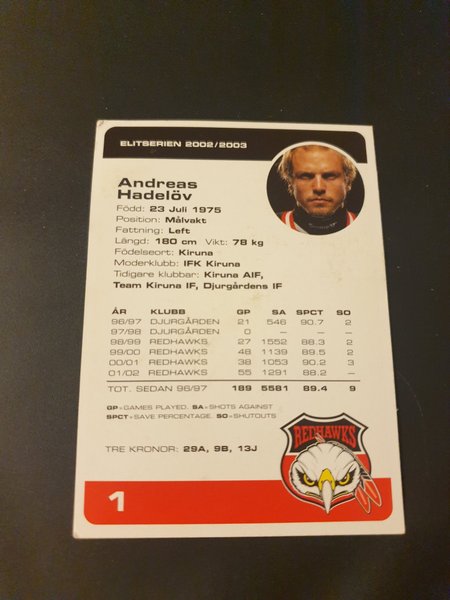 ELITSERIEN 2002/2003
Andreas
Hadelöv
Född: 23 Juli 1975
Position: Målvakt
Fattning: Left
Längd: 180 cm Vikt: 78 kg
Födelseort: Kiruna
Moderklubb: IFK Kiruna
Tidigare klubbar: Kiruna AIF,
Team Kiruna IF, Djurgårdens IF
ÅR KLUBB GP SA SPCT SO
96/97 DJURGÅRDEN 21 546 90.7 2
97/98 DJURGÅRDEN 0 — — —
98/99 REDHAWKS 27 1552 88.3 2
99/00 REDHAWKS 48 1139 89.5 2
00/01 REDHAWKS 38 1053 90.2 3
01/02 REDHAWKS 55 1291 88.2 —
TOT. SEDAN 96/97 189 5581 89.4 9
GP=GAMES PLAYED. SA=SHOTS AGAINST
SPCT=SAVE PERCENTAGE. SO=SHUTOUTS
TRE KRONOR: 29A, 9B, 13J
REDHAWKS
1